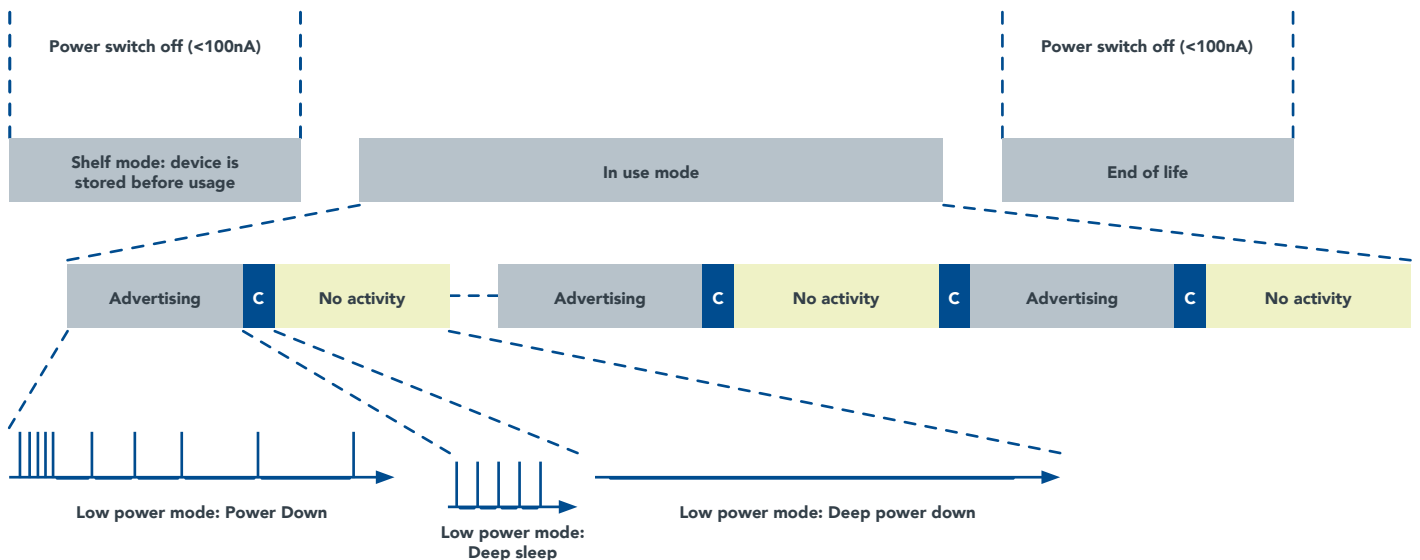 Power switch off (<100nA)
Power switch off (<100nA)
Shelf mode: device is
stored before usage
In use mode
End of life
Advertising
C
No activity
Advertising
C
No activity
C
Advertising
C
No activity
Low power mode: Power Down
Low power mode:
Deep sleep
Low power mode: Deep power down